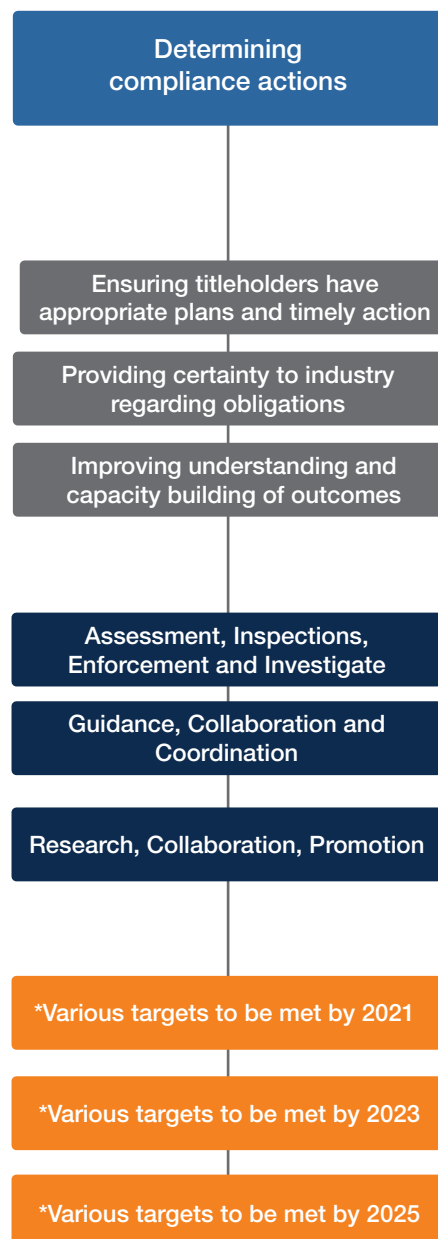 Determining
compliance actions
Ensuring titleholders have
appropriate plans and timely action
Providing certainty to industry
regarding obligations
Improving understanding and
capacity building of outcomes
Assessment, Inspections,
Enforcement and Investigate
Guidance, Collaboration and
Coordination
Research, Collaboration, Promotion
*Various targets to be met by 2021
*Various targets to be met by 2023
*Various targets to be met by 2025